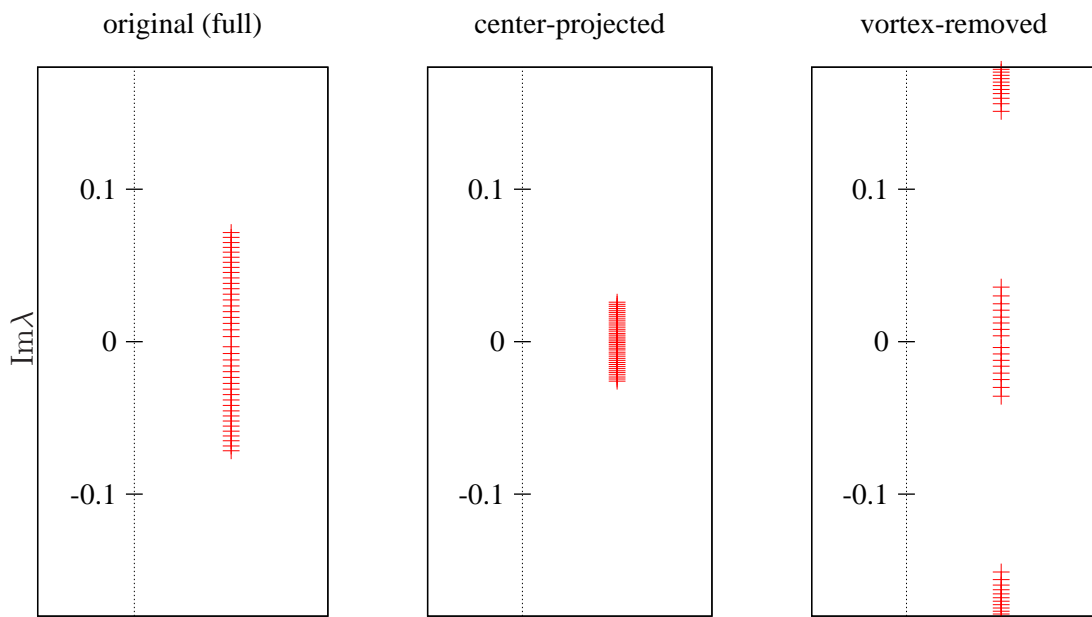 original (full) center-projected vortex-removed
0.1 0.1 0.1
Imλ 0 0 0
-0.1 -0.1 -0.1